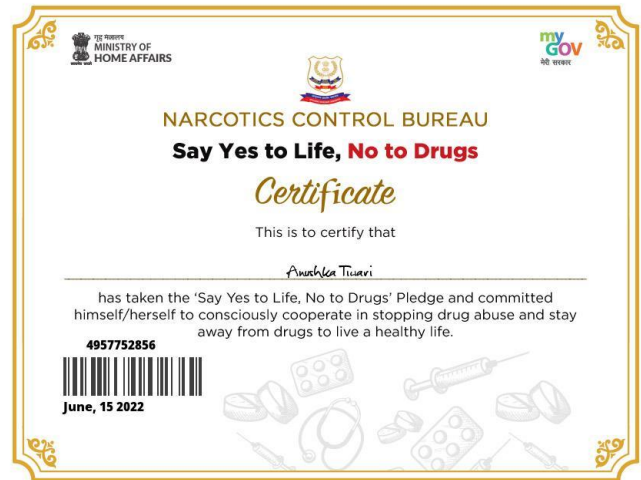 गृह मंत्रालय
MINISTRY OF
HOME AFFAIRS
my
GOV
मेरी सरकार
NARCOTICS CONTROL BUREAU
Say Yes to Life, No to Drugs
Certificate
This is to certify that
Anushka Tiwari
has taken the ‘Say Yes to Life, No to Drugs’ Pledge and committed
himself/herself to consciously cooperate in stopping drug abuse and stay
away from drugs to live a healthy life.
4957752856
June, 15 2022